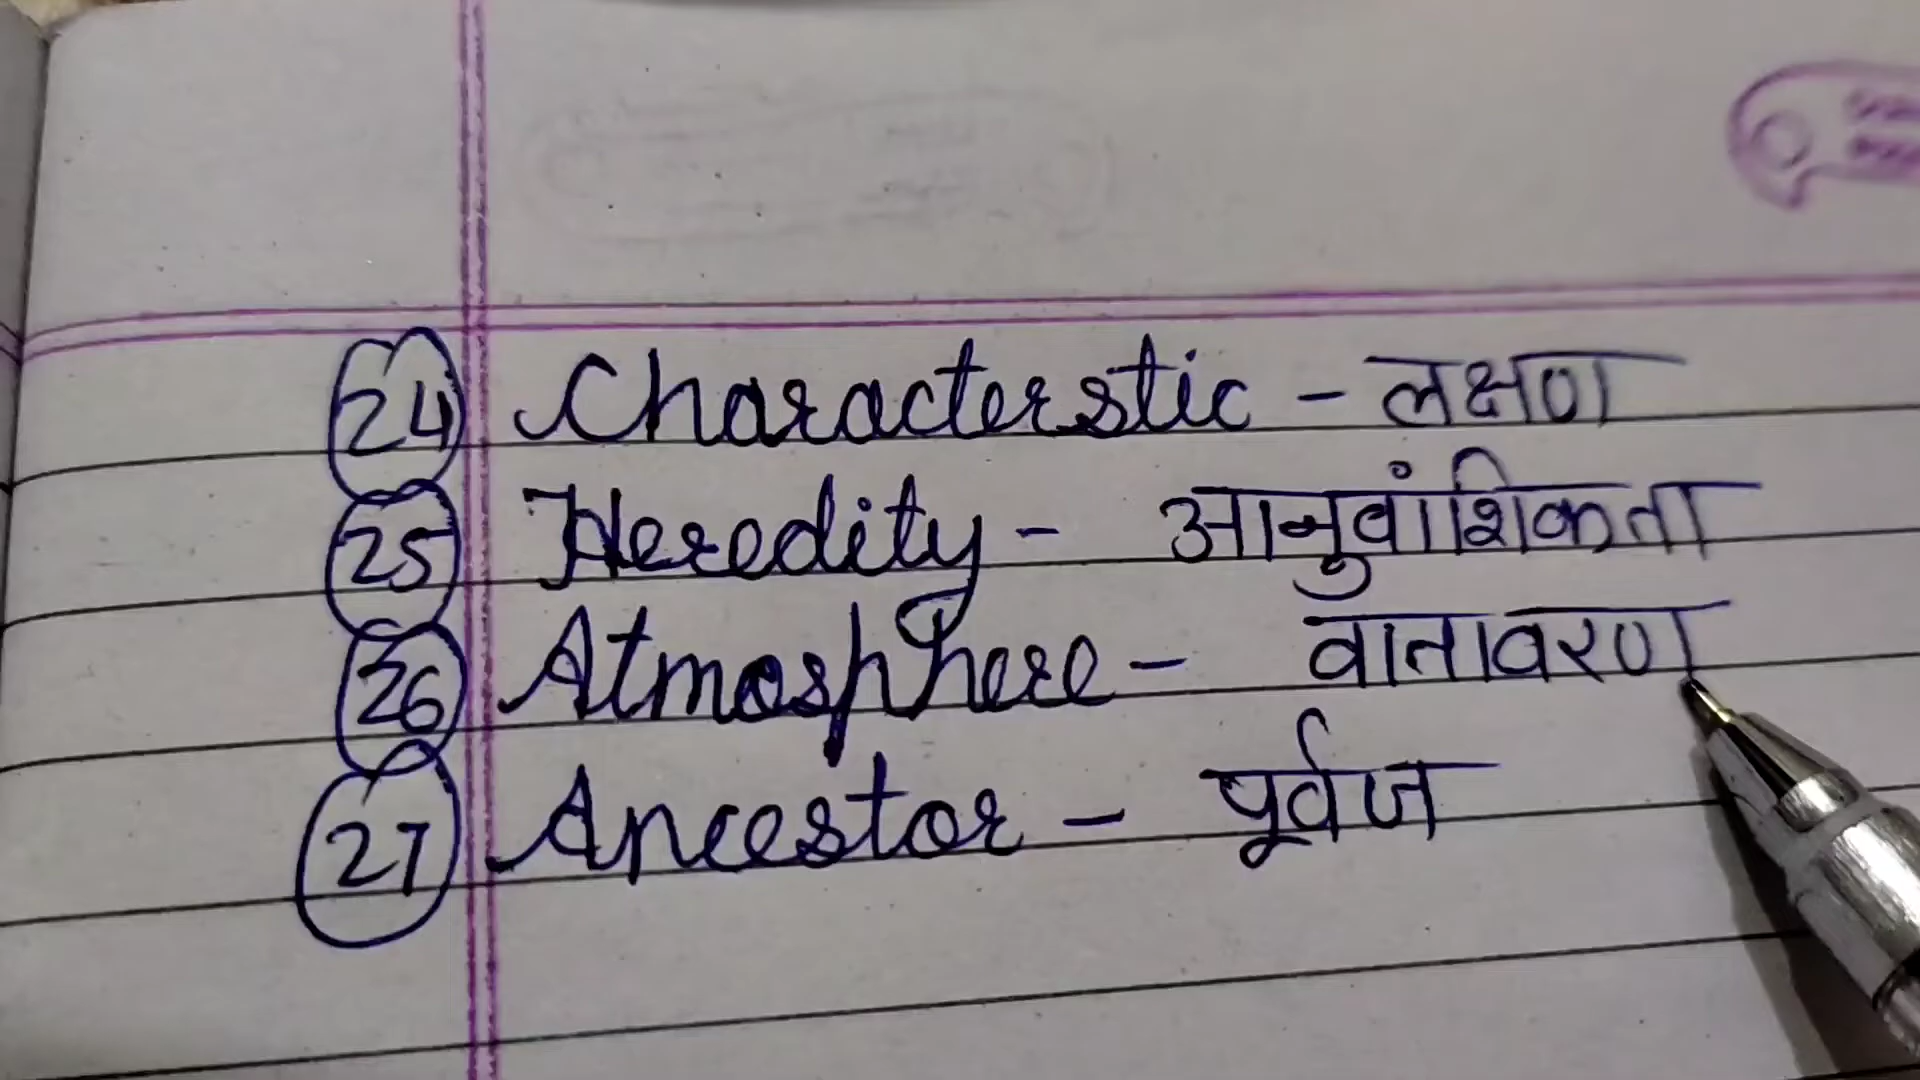 24 Characterstic - लक्षण
25 Heredity - आनुवांशिकता
26 Atmosphere - वातावरण
27 Ancestor - पूर्वज